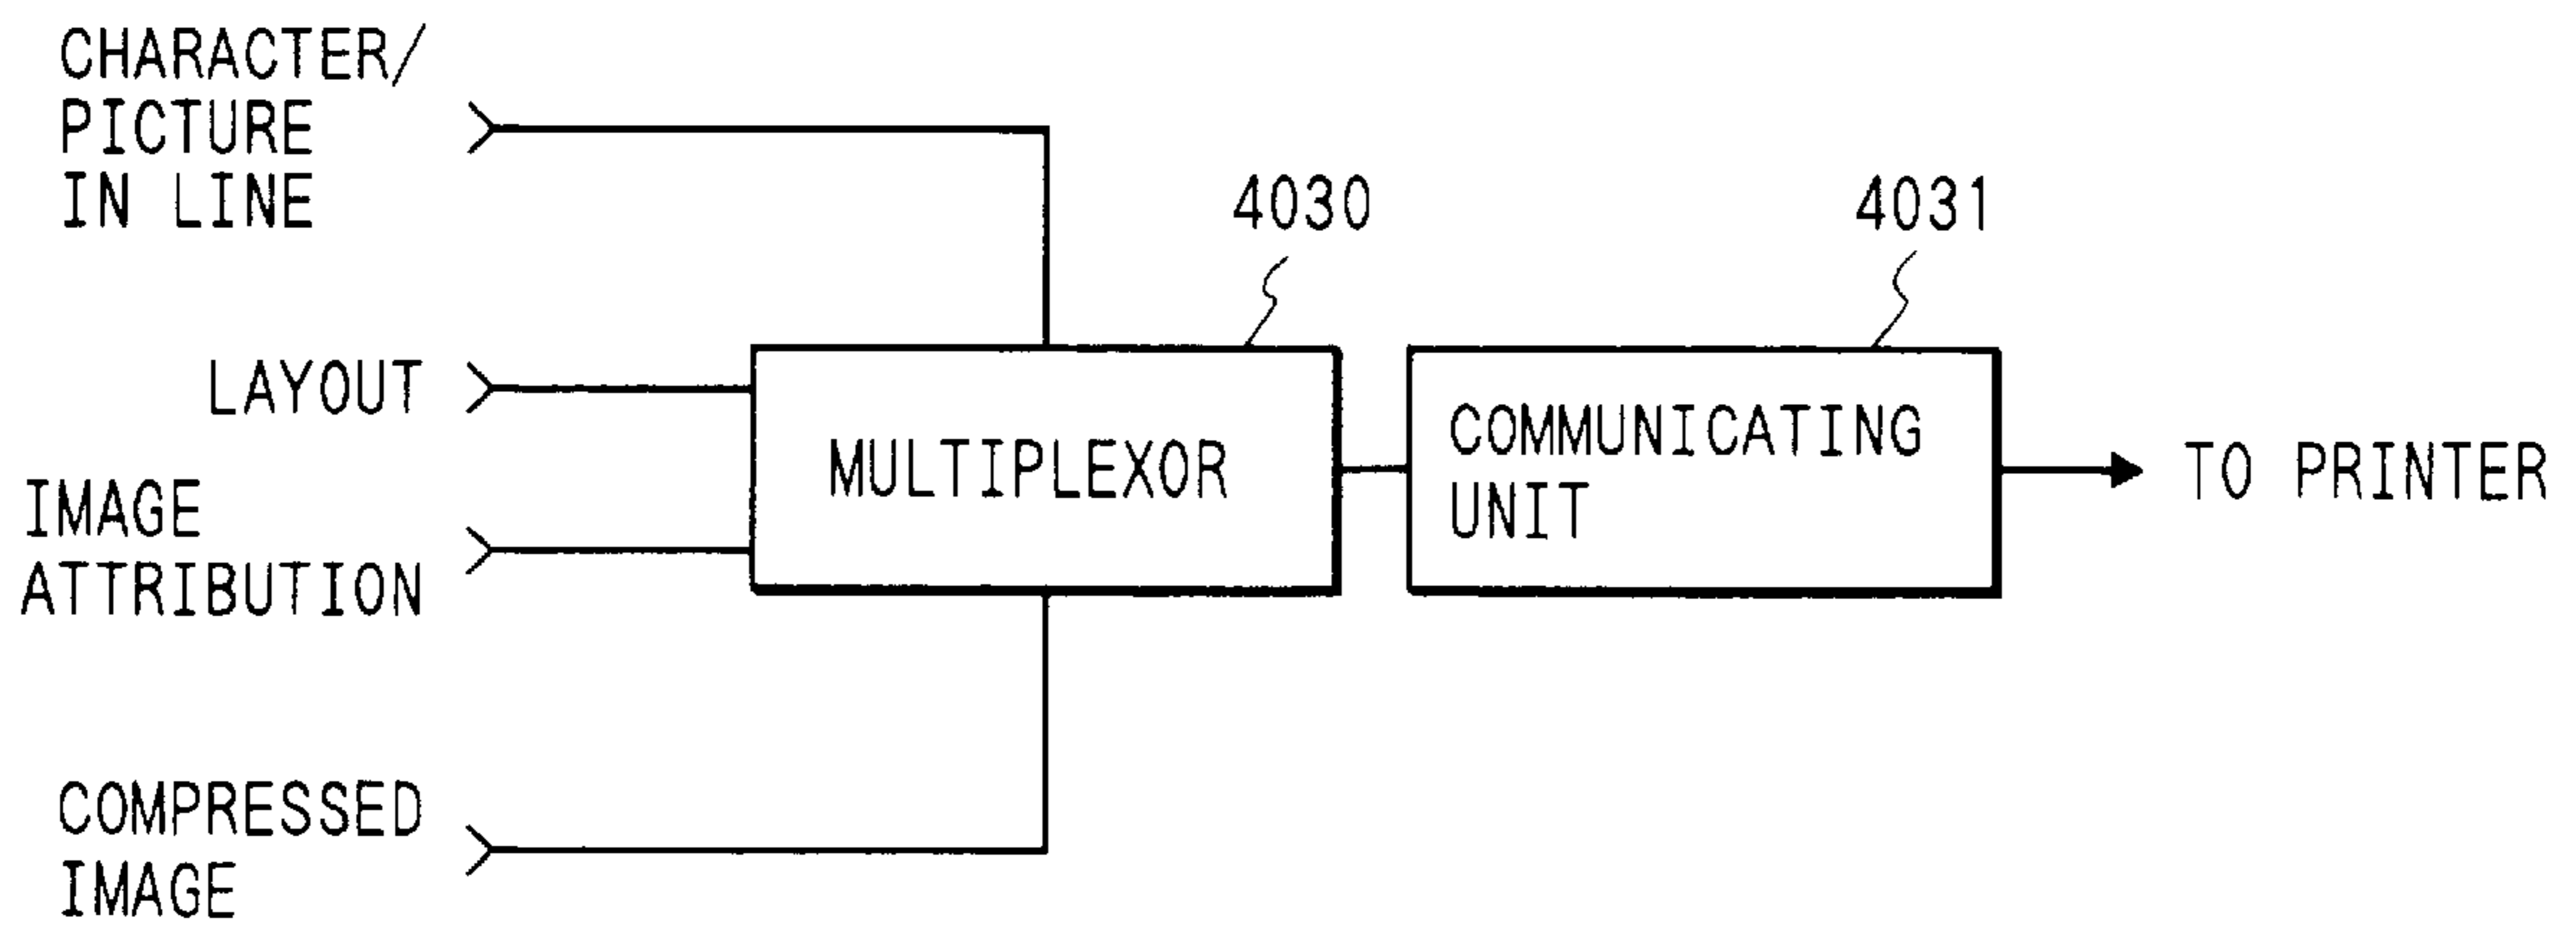 CHARACTER/
PICTURE
IN LINE
4030
4031
LAYOUT
MULTIPLEXOR
COMMUNICATING
UNIT
TO PRINTER
IMAGE
ATTRIBUTION
COMPRESSED
IMAGE